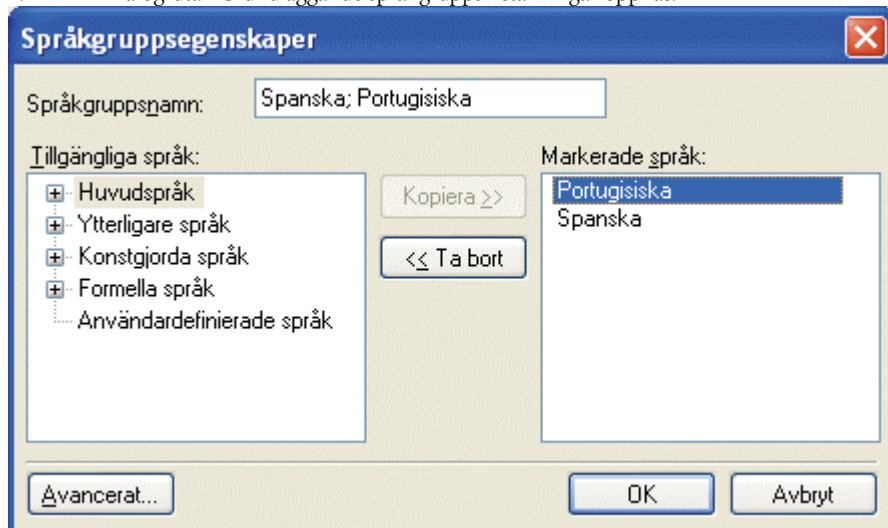 Språkgruppsegenskaper
Språkgruppsnamn: Spanska; Portugisiska
Tillgängliga språk:
Markerade språk:
Huvudspråk
Ytterligare språk
Konstgjorda språk
Formella språk
Användardefinierade språk
Kopiera >>
<< Ta bort
Portugisiska
Spanska
Avancerat...
OK
Avbryt